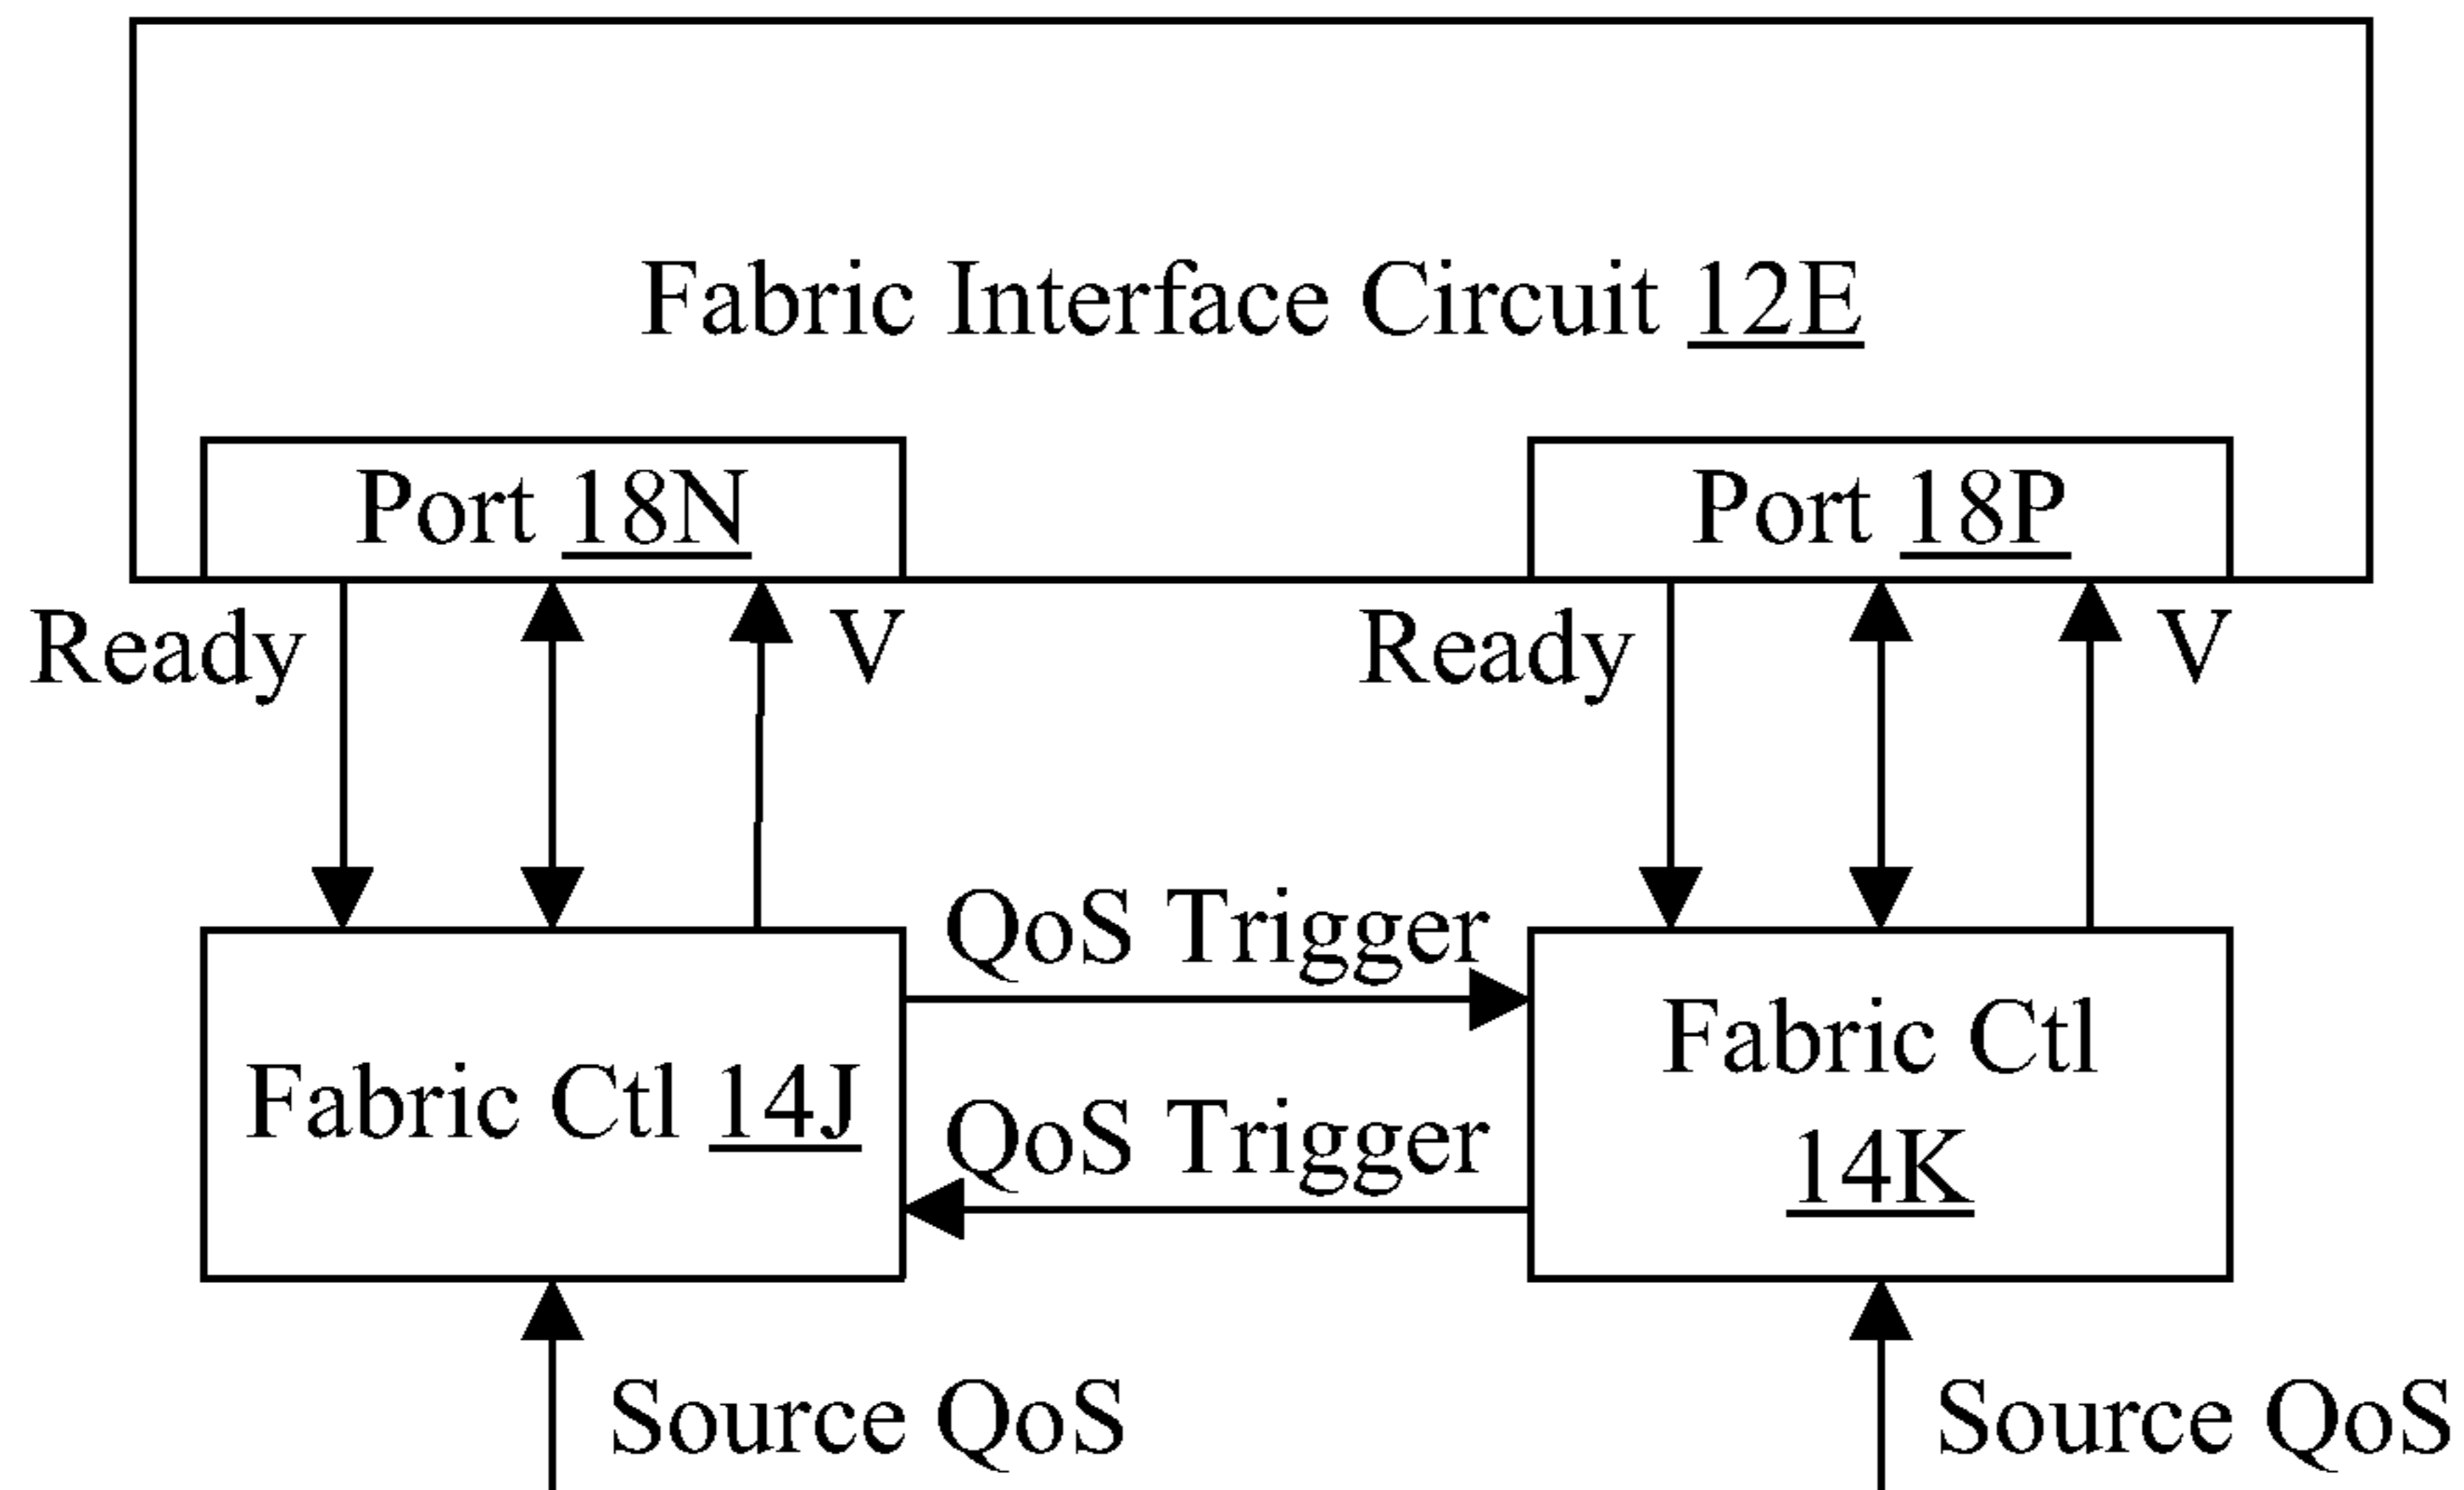 Fabric Interface Circuit 12E
Port 18N
Port 18P
Ready
V
Ready
V
QoS Trigger
Fabric Ctl 14J
Fabric Ctl
14K
QoS Trigger
Source QoS
Source QoS